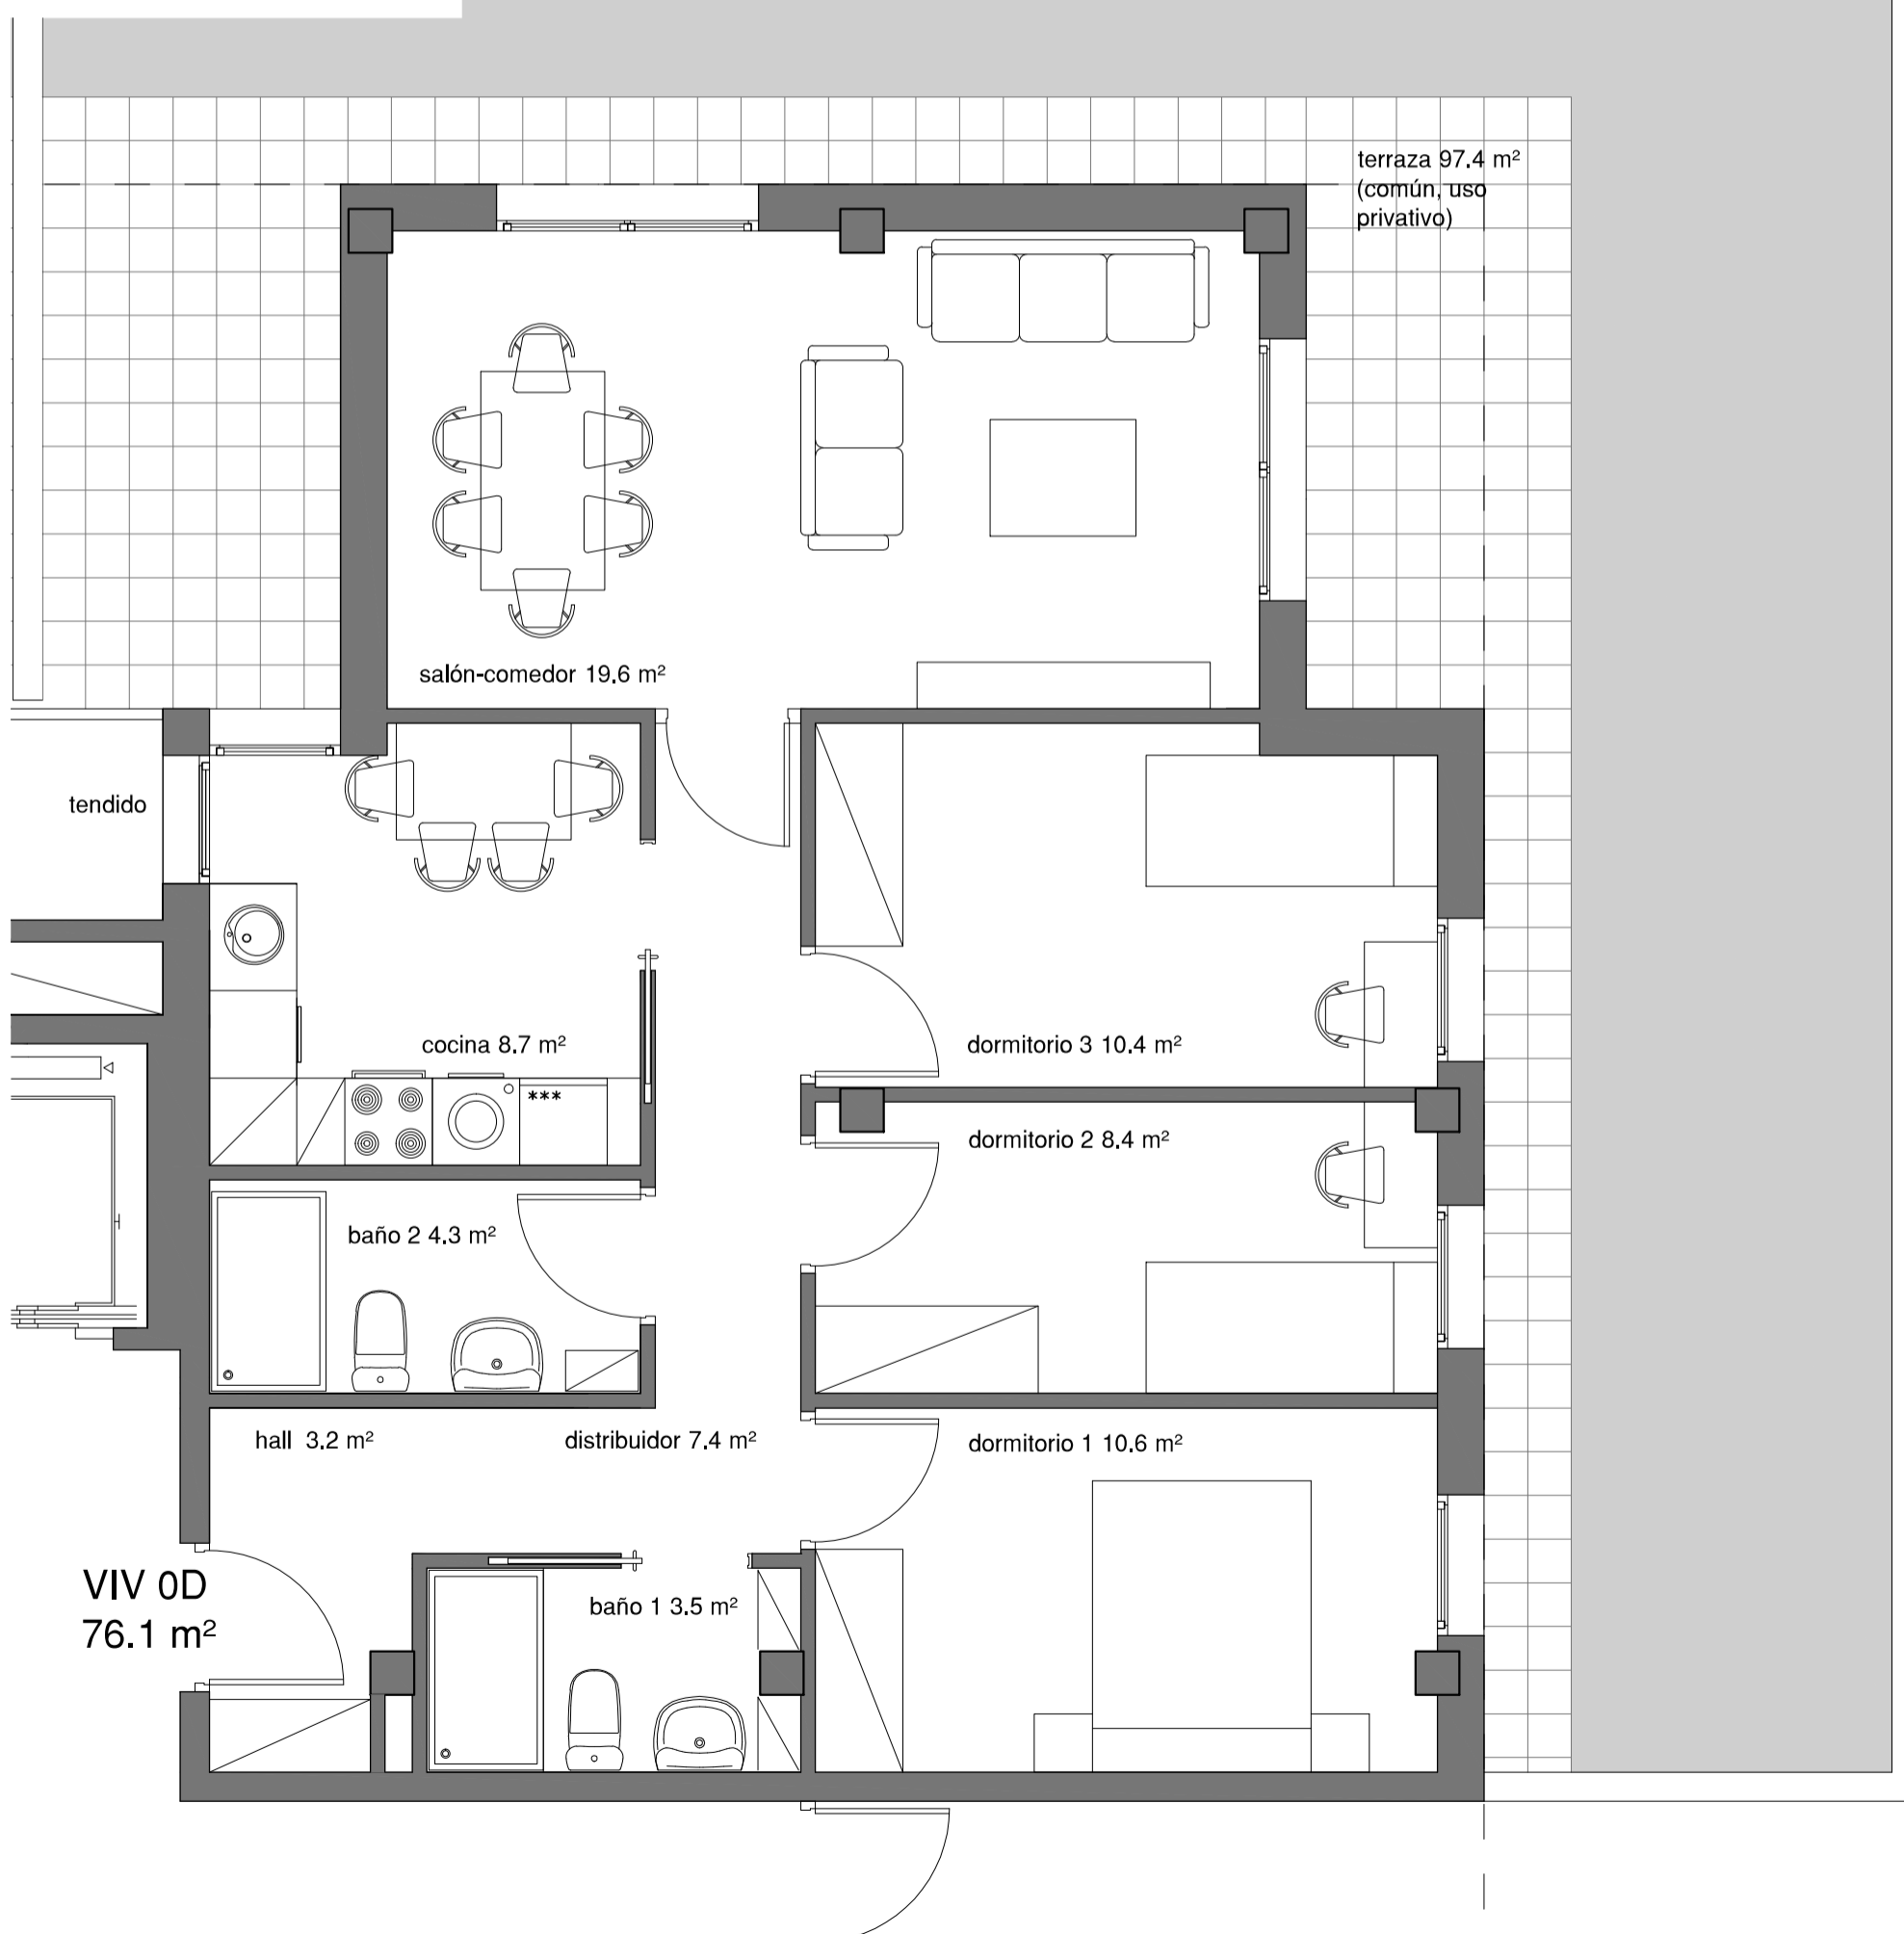 terraza 97.4 m²
(común, uso
privativo)
salón-comedor 19.6 m²
tendido
cocina 8.7 m²
***
dormitorio 3 10.4 m²
dormitorio 2 8.4 m²
baño 2 4.3 m²
hall 3.2 m²
distribuidor 7.4 m²
dormitorio 1 10.6 m²
VIV 0D
76.1 m²
baño 1 3.5 m²